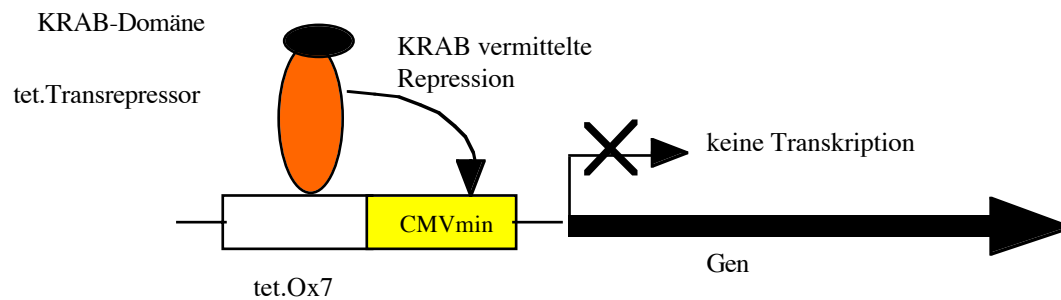 KRAB-Domäne
KRAB vermittelte
Repression
tet.Transrepressor
keine Transkription
CMVmin
Gen
tet.Ox7